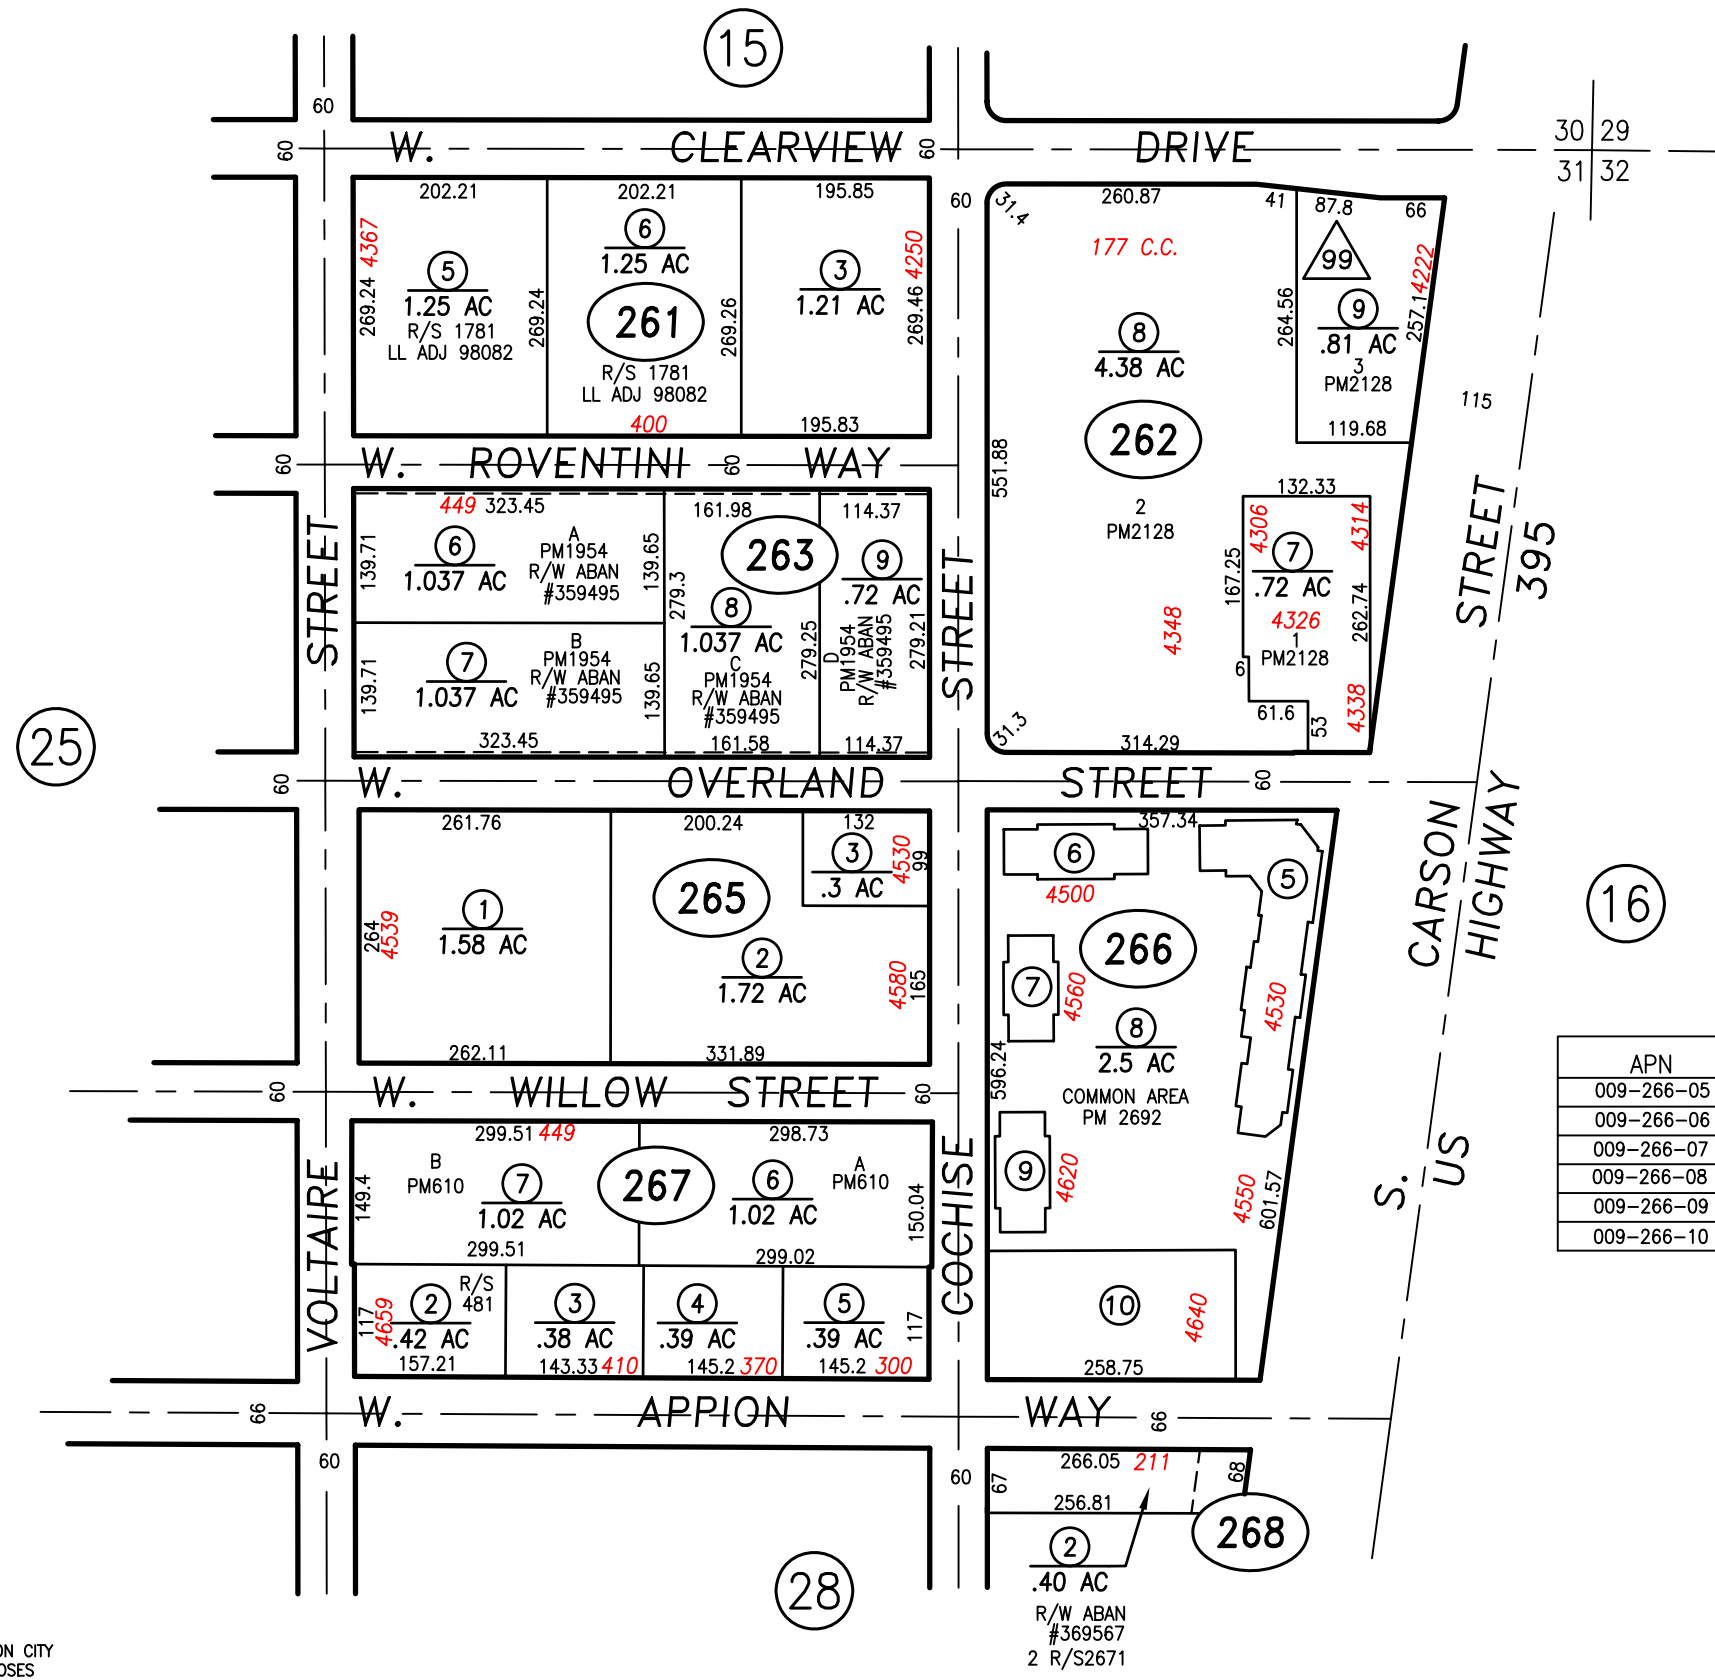 15
60
60
W. CLEARVIEW DRIVE
60
30 29
31 32
202.21
202.21
195.85
60
31.4
260.87
41
87.8
66
4367
269.24
5
1.25 AC
R/S 1781
LL ADJ 98082
269.24
6
1.25 AC
261
R/S 1781
LL ADJ 98082
400
269.26
3
1.21 AC
4250
269.46
195.83
177 C.C.
8
4.38 AC
262
2
PM2128
551.88
264.56
99
9
.81 AC
3
PM2128
119.68
4222
257.1
115
60
W. ROVENTINI WAY
60
449 323.45
161.98
114.37
139.71
6
1.037 AC
A
PM1954
R/W ABAN
#359495
139.65
263
279.3
8
1.037 AC
C
PM1954
R/W ABAN
#359495
279.25
9
.72 AC
D
PM1954
R/W ABAN
#359495
279.21
139.71
7
1.037 AC
B
PM1954
R/W ABAN
#359495
139.65
323.45
161.58
114.37
132.33
4306
4314
7
.72 AC
4326
1
PM2128
167.25
262.74
4348
6
61.6
53
4338
31.3
314.29
STREET
STREET
STREET
395
25
60
W. OVERLAND STREET
60
261.76
200.24
132
264
4539
1
1.58 AC
265
3
.3 AC
4530
99
2
1.72 AC
4580
165
262.11
331.89
357.34
6
4500
5
266
7
4560
8
2.5 AC
COMMON AREA
PM 2692
4530
596.24
9
4620
4550
601.57
10
4640
258.75
CARSON
HIGHWAY
S.
US
16
APN
009-266-05
009-266-06
009-266-07
009-266-08
009-266-09
009-266-10
60
W. WILLOW STREET
60
299.51 449
298.73
149.4
B
PM610
7
1.02 AC
267
6
1.02 AC
A
PM610
150.04
299.51
299.02
VOLTAIRE
COCHISE
117
4659
2
.42 AC
R/S
481
157.21
3
.38 AC
143.33 410
4
.39 AC
145.2 370
5
.39 AC
145.2 300
117
66
W. APPION WAY
66
60
60
67
266.05 211
68
256.81
268
2
.40 AC
R/W ABAN
#369567
2 R/S2671
28
ON CITY
OSES